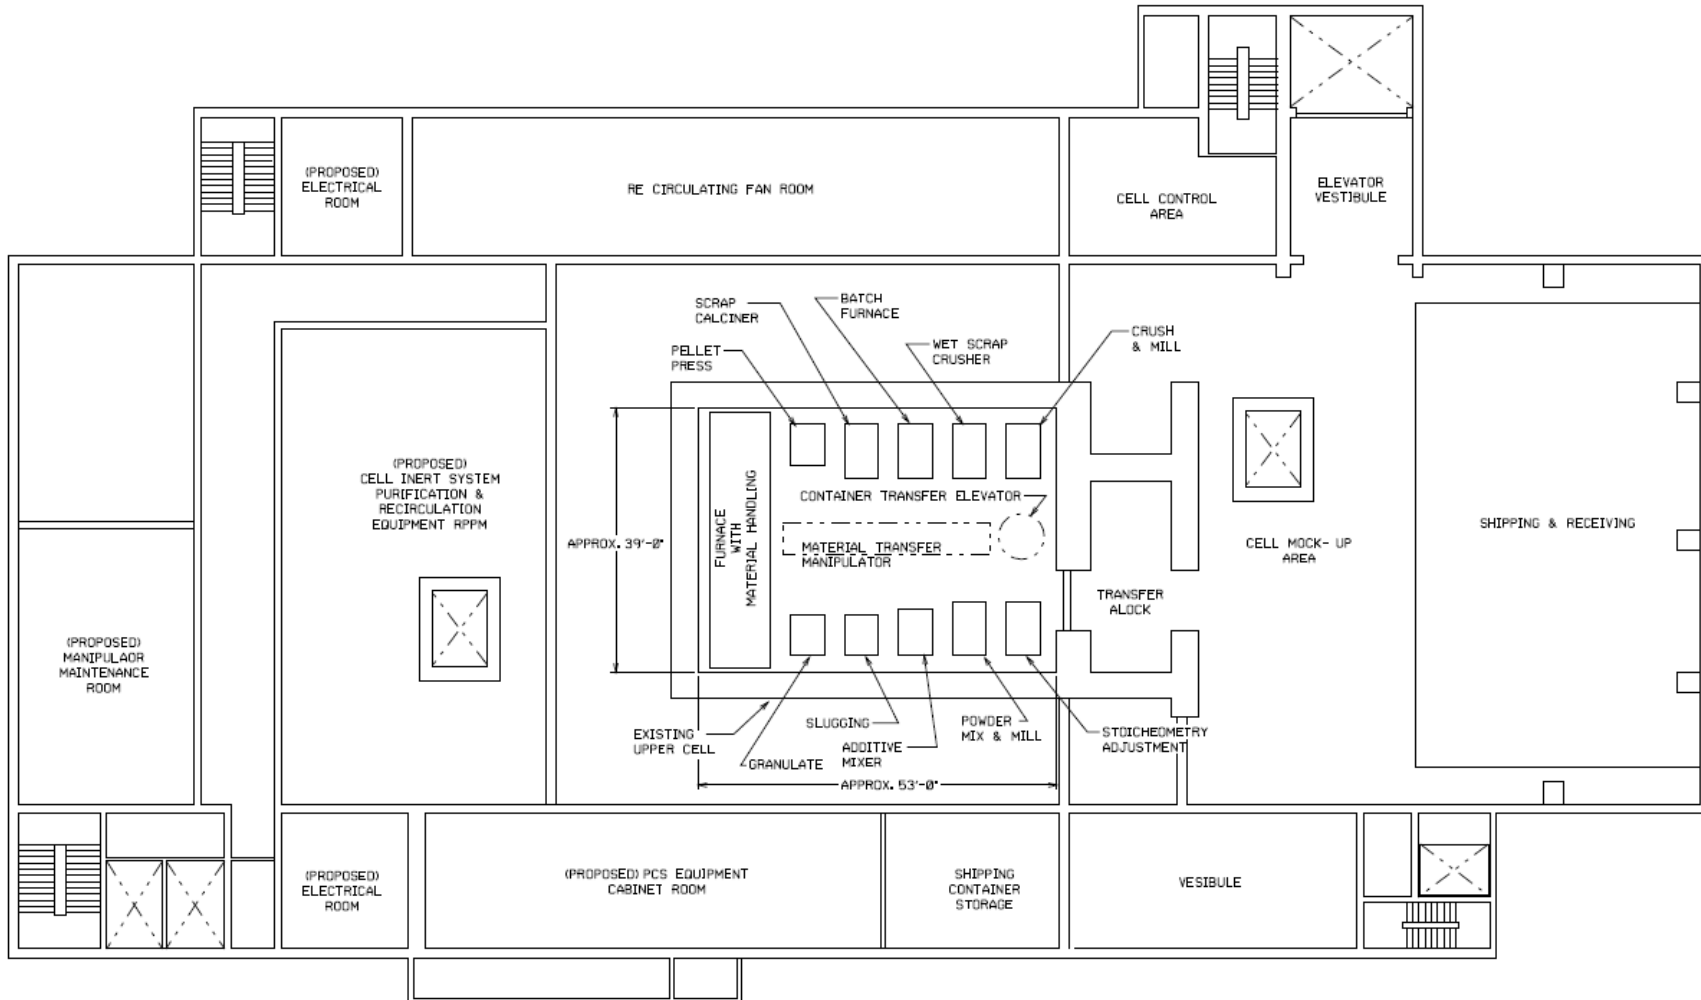 (PROPOSED)
ELECTRICAL
ROOM
RE CIRCULATING FAN ROOM
CELL CONTROL
AREA
ELEVATOR
VESTIBULE
SCRAP
CALCINER
BATCH
FURNACE
PELLET
PRESS
WET SCRAP
CRUSHER
CRUSH
& MILL
(PROPOSED)
CELL INERT SYSTEM
PURIFICATION &
RECIRCULATION
EQUIPMENT RPPM
APPROX. 39'-0"
FURNACE
WITH
MATERIAL HANDLING
CONTAINER TRANSFER ELEVATOR
MATERIAL TRANSFER
MANIPULATOR
TRANSFER
ALOCK
CELL MOCK- UP
AREA
SHIPPING & RECEIVING
(PROPOSED)
MANIPULAOR
MAINTENANCE
ROOM
EXISTING
UPPER CELL
GRANULATE
SLUGGING
ADDITIVE
MIXER
POWDER
MIX & MILL
STOICHEOMETRY
ADJUSTMENT
APPROX. 53'-0"
(PROPOSED)
ELECTRICAL
ROOM
(PROPOSED) PCS EQUIPMENT
CABINET ROOM
SHIPPING
CONTAINER
STORAGE
VESIBULE